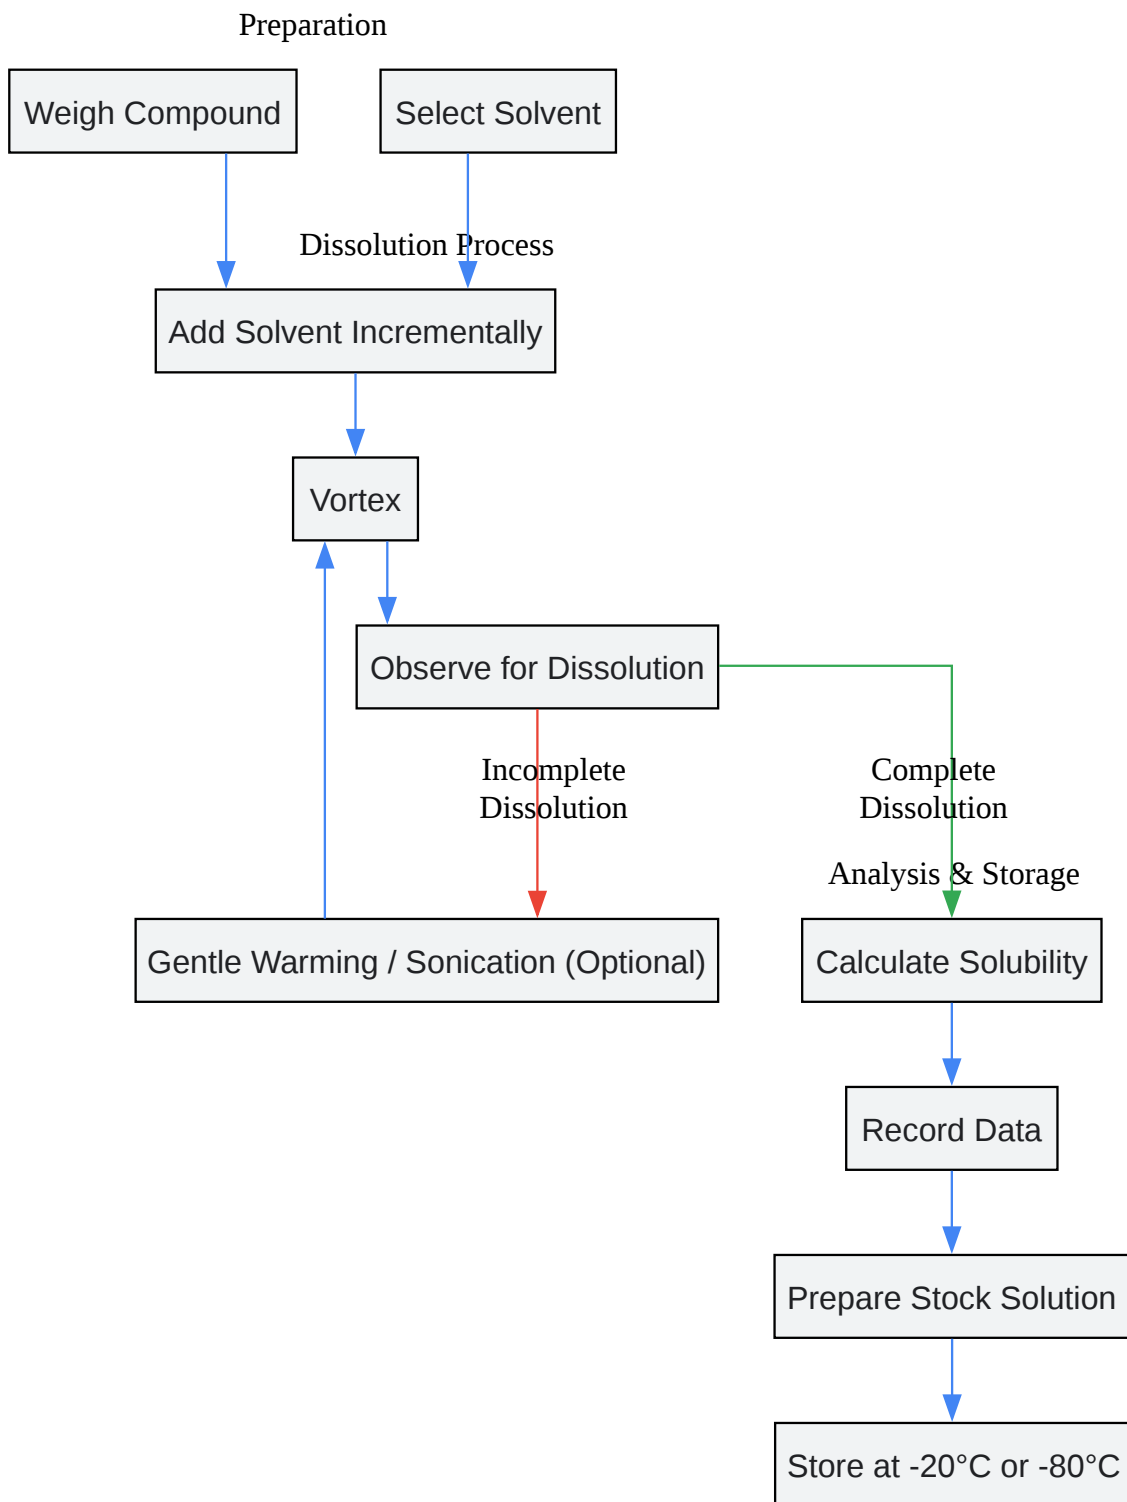 Preparation
Weigh Compound
Select Solvent
Dissolution Process
Add Solvent Incrementally
Vortex
Observe for Dissolution
Incomplete
Dissolution
Complete
Dissolution
Analysis & Storage
Gentle Warming / Sonication (Optional)
Calculate Solubility
Record Data
Prepare Stock Solution
Store at -20°C or -80°C